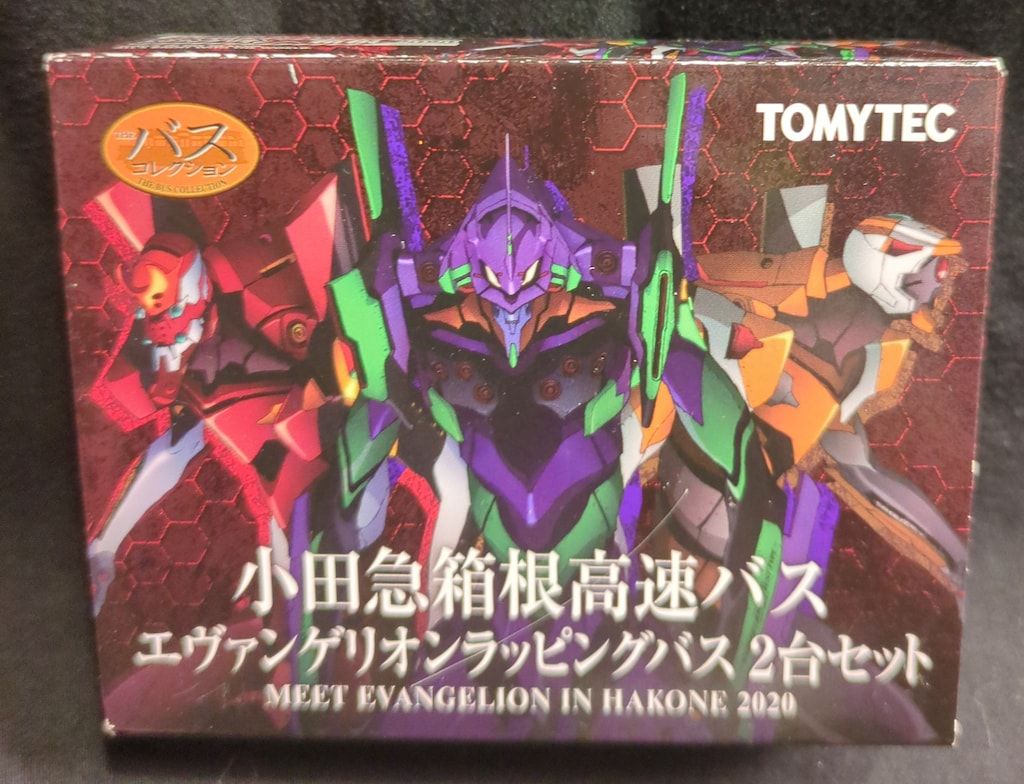 THE バス
コレクション
THE BUS COLLECTION
TOMYTEC
小田急箱根高速バス
エヴァンゲリオンラッピングバス 2台セット
MEET EVANGELION IN HAKONE 2020